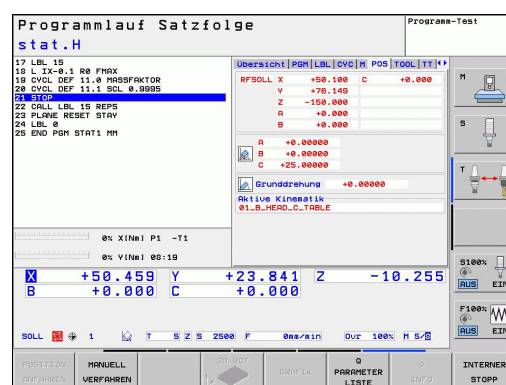 Programmlauf Satzfolge
Programm-Test
stat.H
17 LBL 15
18 L IX-0.1 R0 FMAX
19 CYCL DEF 11.0 MASSFAKTOR
20 CYCL DEF 11.1 SCL 0.9995
21 STOP
22 CALL LBL 15 REP5
23 PLANE RESET STAY
24 LBL 0
25 END PGM STAT1 MM
Übersicht PGM LBL CYC M POS TOOL TT
RFSOLL X +50.100 C +0.000
Y +76.149
Z -150.000
A +0.000
B +0.000
A +0.00000
B +0.00000
C +25.00000
Grunddrehung +0.00000
Aktive Kinematik
01_B_HEAD_C_TABLE
0% X[Nm] P1 -T1
0% Y[Nm] 08:19
X +50.459 Y +23.841 Z -10.255
B +0.000 C +0.000
SOLL 1 T 5 Z S 2500 F 0mm/min Ovr 100% M 5/8
M
S
T
S100%
AUS EIN
F100%
AUS EIN
POSITION ANFAHREN
MANUELL VERFAHREN
3D ROT
GRAFIK
Q PARAMETER LISTE
Q INFO
INTERNER STOPP